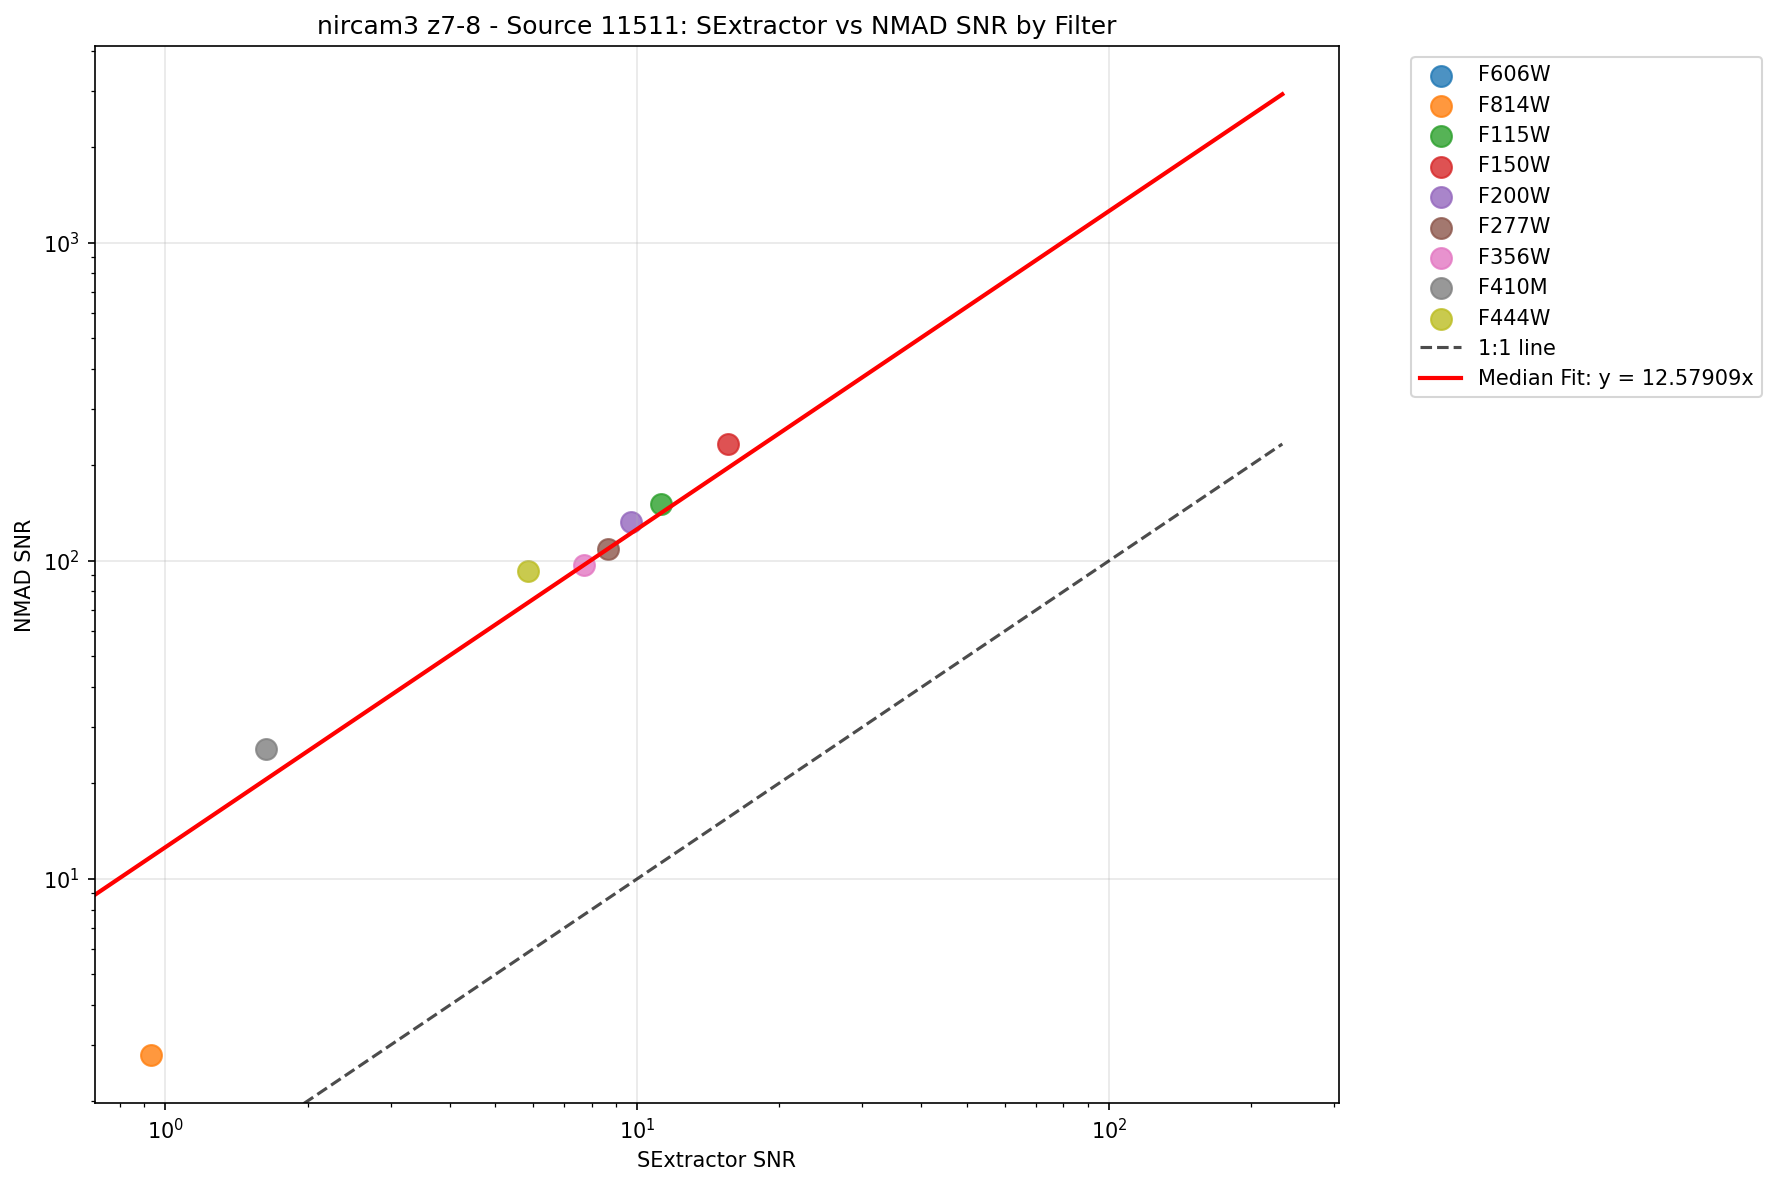 nircam3 z7-8 - Source 11511: SExtractor vs NMAD SNR by Filter
F606W
F814W
F115W
F150W
F200W
F277W
F356W
F410M
F444W
1:1 line
Median Fit: y = 12.57909x
NMAD SNR
10³
10²
10¹
10⁰
10¹
10²
SExtractor SNR